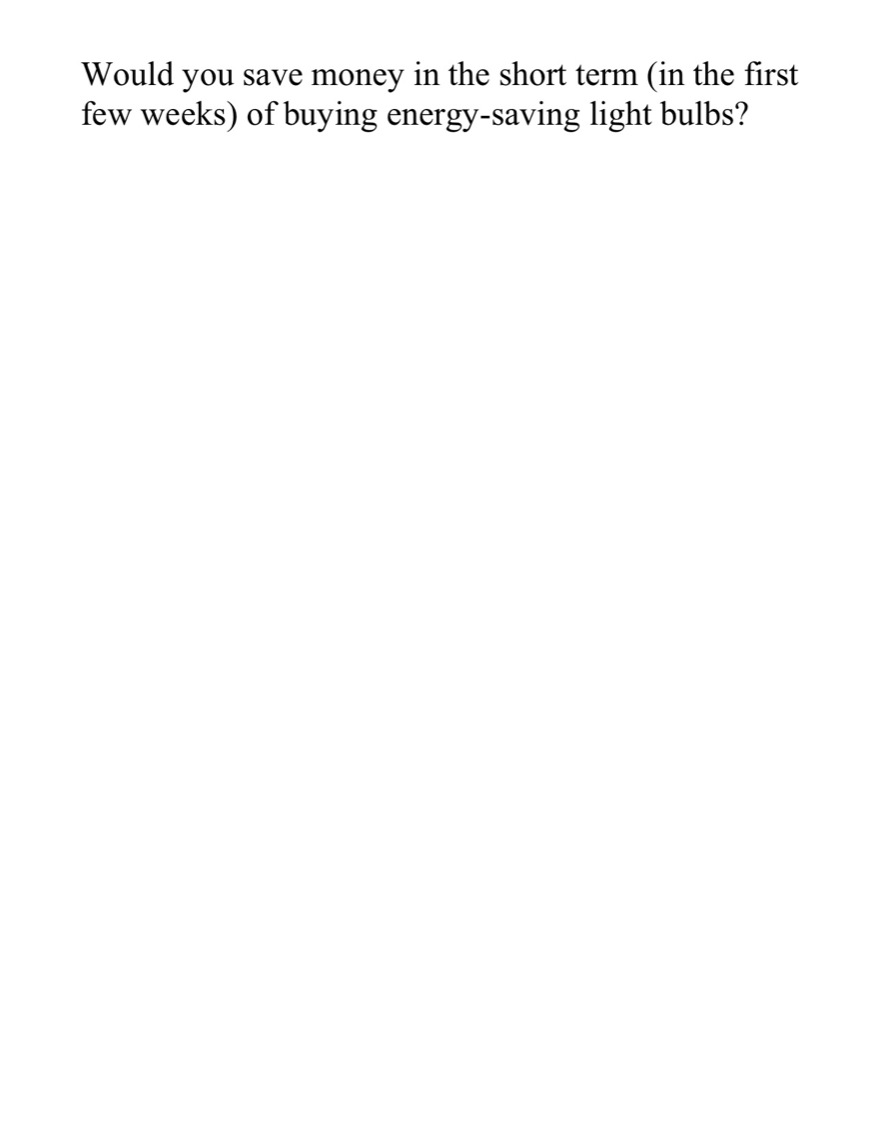 Would you save money in the short term (in the first
few weeks) of buying energy-saving light bulbs?